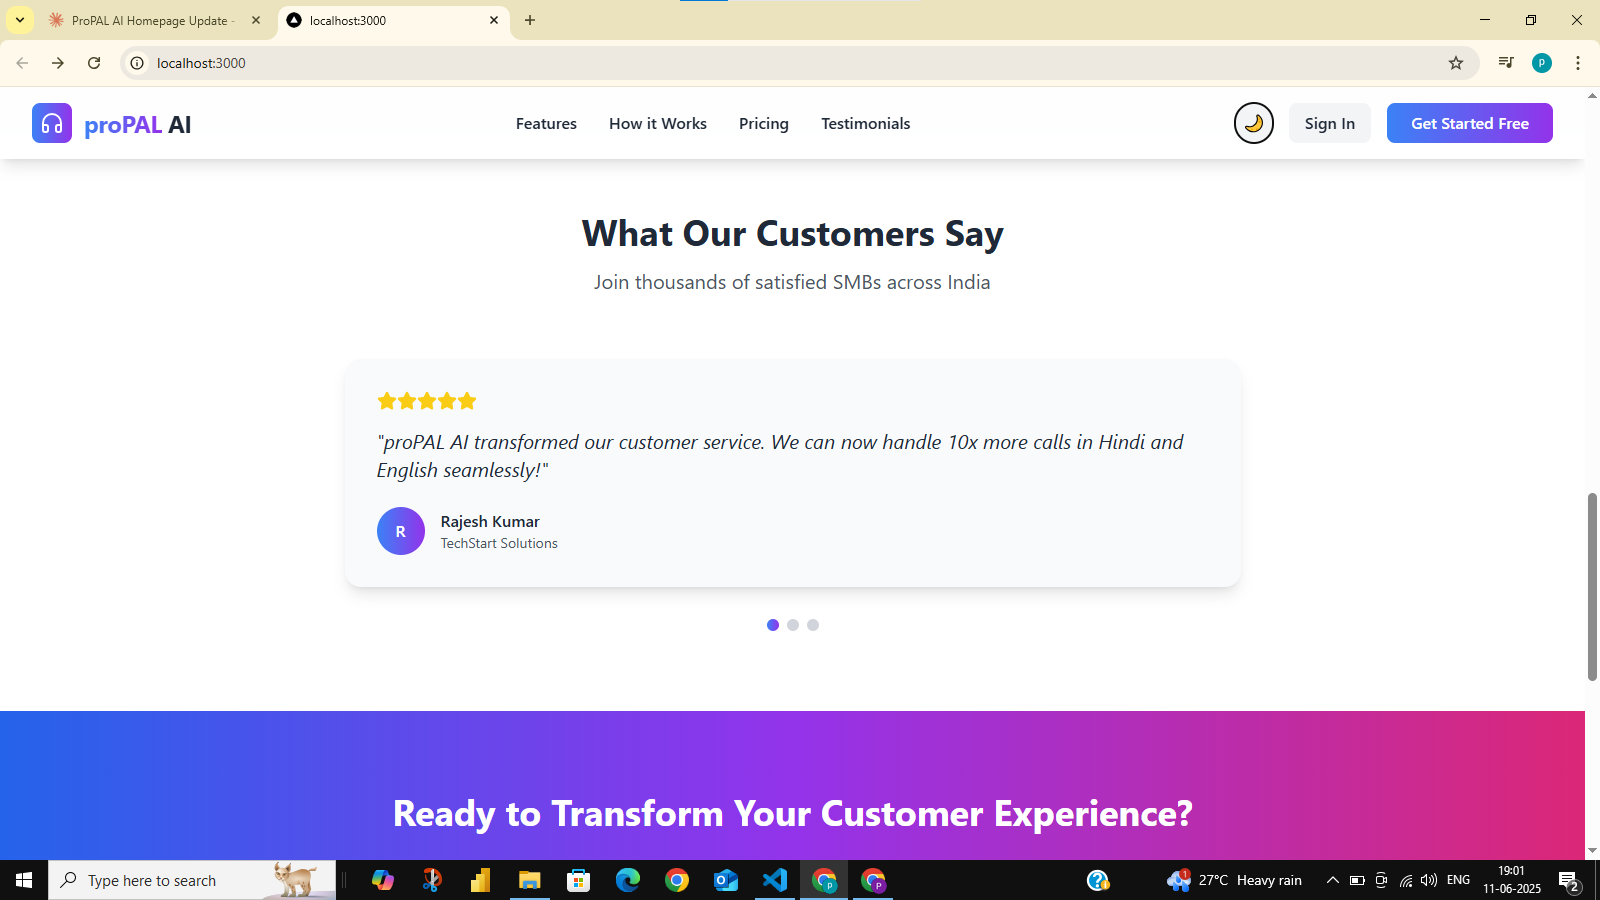 ProPAL AI Homepage Update -
localhost:3000
localhost:3000
P
proPAL AI
Features
How it Works
Pricing
Testimonials
Sign In
Get Started Free
What Our Customers Say
Join thousands of satisfied SMBs across India
"proPAL AI transformed our customer service. We can now handle 10x more calls in Hindi and
English seamlessly!"
R
Rajesh Kumar
TechStart Solutions
Ready to Transform Your Customer Experience?
Type here to search
P
P
1
27°C Heavy rain
ENG
19:01
11-06-2025
2